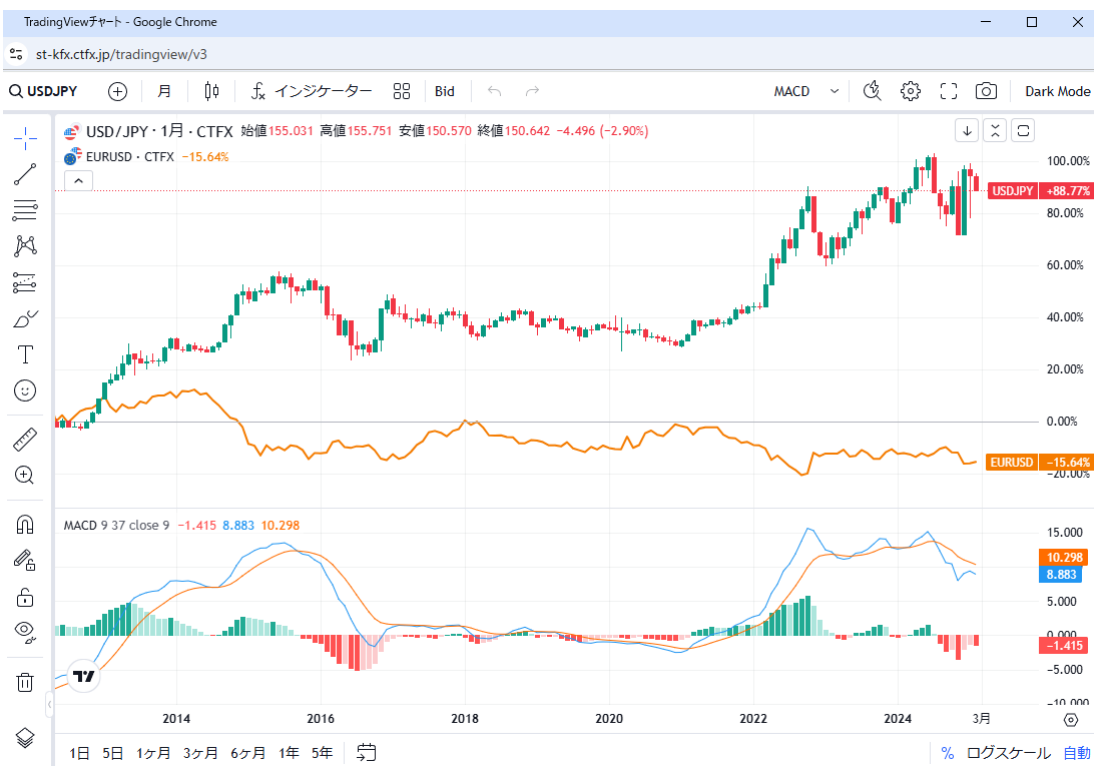 TradingViewチャート - Google Chrome
st-kfx.ctfx.jp/tradingview/v3
USDJPY 月 インジケーター Bid MACD Dark Mode
USD/JPY · 1月 · CTFX 始値155.031 高値155.751 安値150.570 終値150.642 −4.496 (−2.90%)
EURUSD · CTFX −15.64%
100.00%
USDJPY +88.77%
80.00%
60.00%
40.00%
20.00%
0.00%
EURUSD −15.64%
−20.00%
MACD 9 37 close 9 −1.415 8.883 10.298
15.000
10.298
8.883
5.000
0.000
−1.415
−5.000
−10.000
2014 2016 2018 2020 2022 2024 3月
1日 5日 1ヶ月 3ヶ月 6ヶ月 1年 5年 % ログスケール 自動